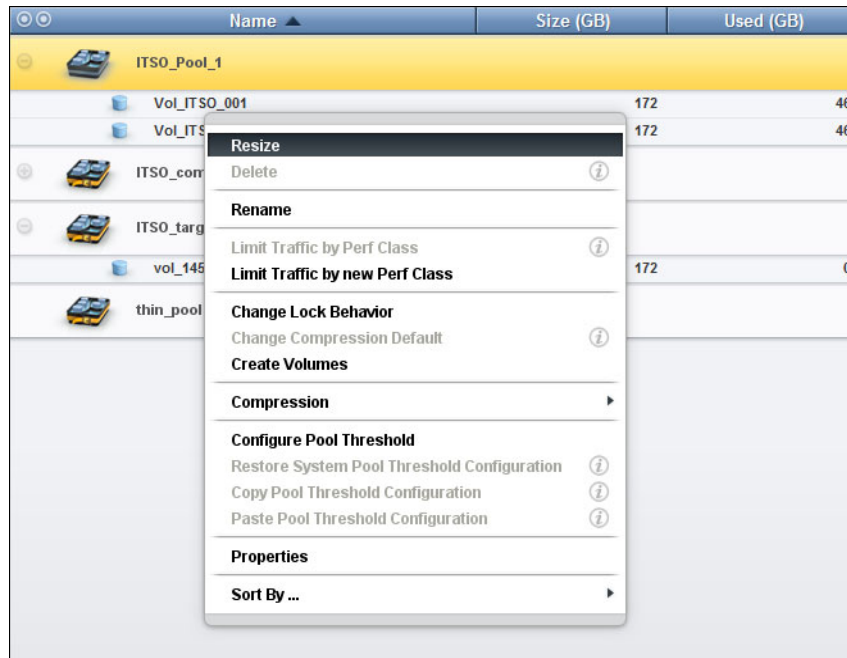 Name Size (GB) Used (GB)
ITSO_Pool_1
Vol_ITSO_001 172 46
Vol_ITS 172 46
ITSO_com
ITSO_targ
vol_145 172 0
thin_pool
Resize
Delete
Rename
Limit Traffic by Perf Class
Limit Traffic by new Perf Class
Change Lock Behavior
Change Compression Default
Create Volumes
Compression
Configure Pool Threshold
Restore System Pool Threshold Configuration
Copy Pool Threshold Configuration
Paste Pool Threshold Configuration
Properties
Sort By ...